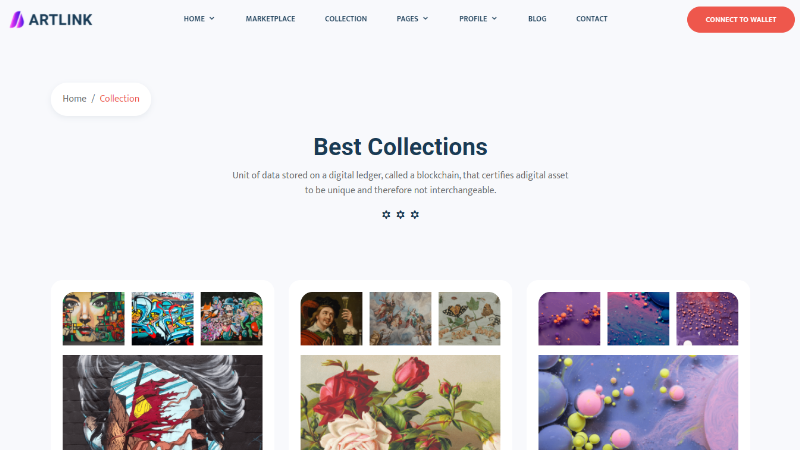 ARTLINK
HOME
MARKETPLACE
COLLECTION
PAGES
PROFILE
BLOG
CONTACT
CONNECT TO WALLET
Home / Collection
Best Collections
Unit of data stored on a digital ledger, called a blockchain, that certifies adigital asset
to be unique and therefore not interchangeable.